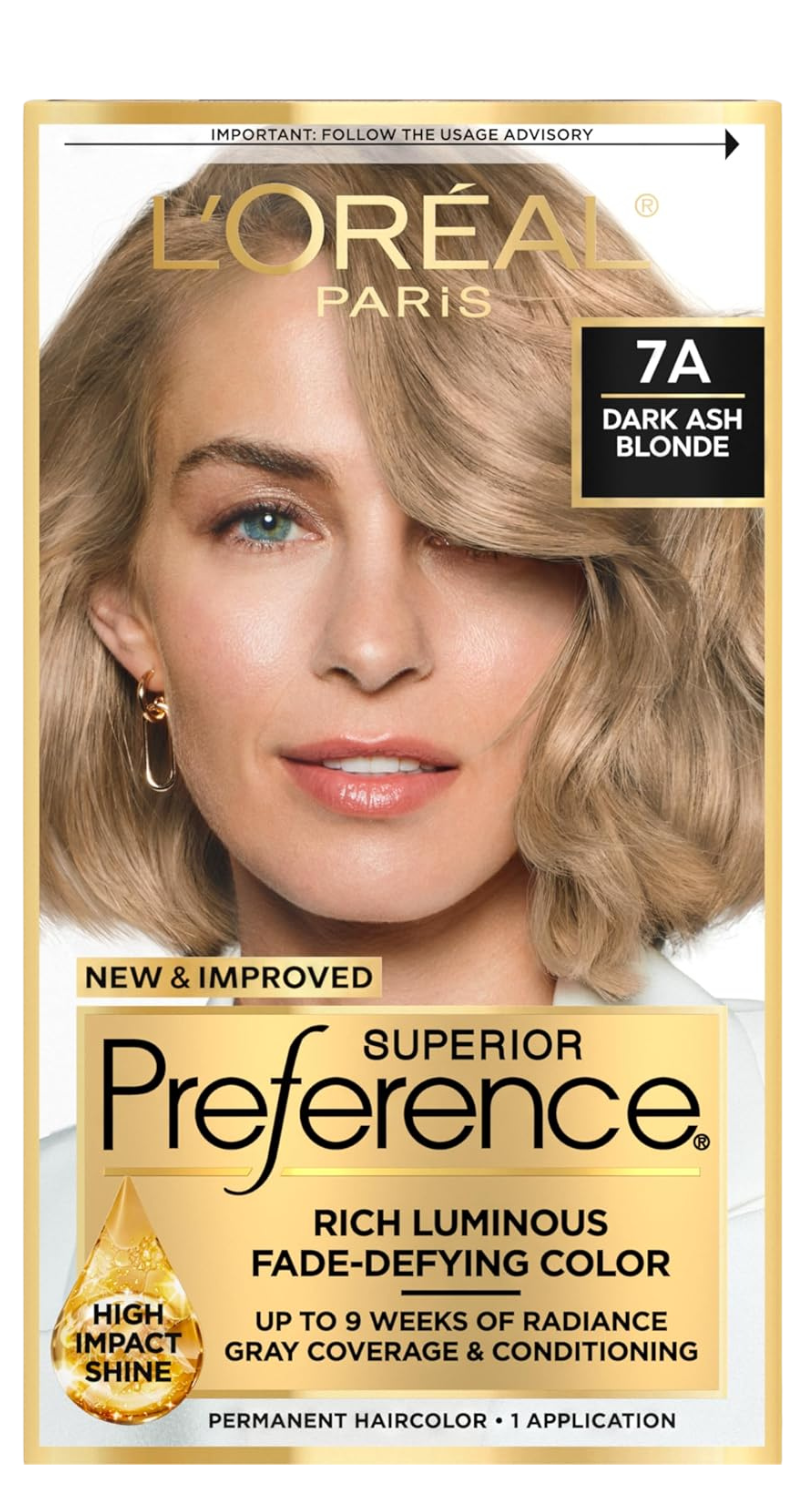 IMPORTANT: FOLLOW THE USAGE ADVISORY
L'ORÉAL®
PARiS
7A
DARK ASH
BLONDE
NEW & IMPROVED
SUPERIOR
Preference®
RICH LUMINOUS
FADE-DEFYING COLOR
UP TO 9 WEEKS OF RADIANCE
GRAY COVERAGE & CONDITIONING
HIGH
IMPACT
SHINE
PERMANENT HAIRCOLOR • 1 APPLICATION